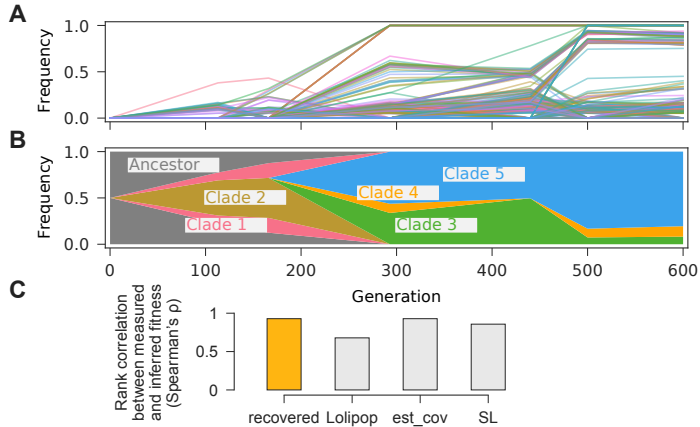 A
Frequency
1.0
0.5
0.0
B
Frequency
1.0
0.5
0.0
Ancestor
Clade 5
Clade 4
Clade 2
Clade 1
Clade 3
0 100 200 300 400 500 600
Generation
C
Rank correlation
between measured
and inferred fitness
(Spearman's ρ)
1
0.5
0
recovered Lolipop est_cov SL